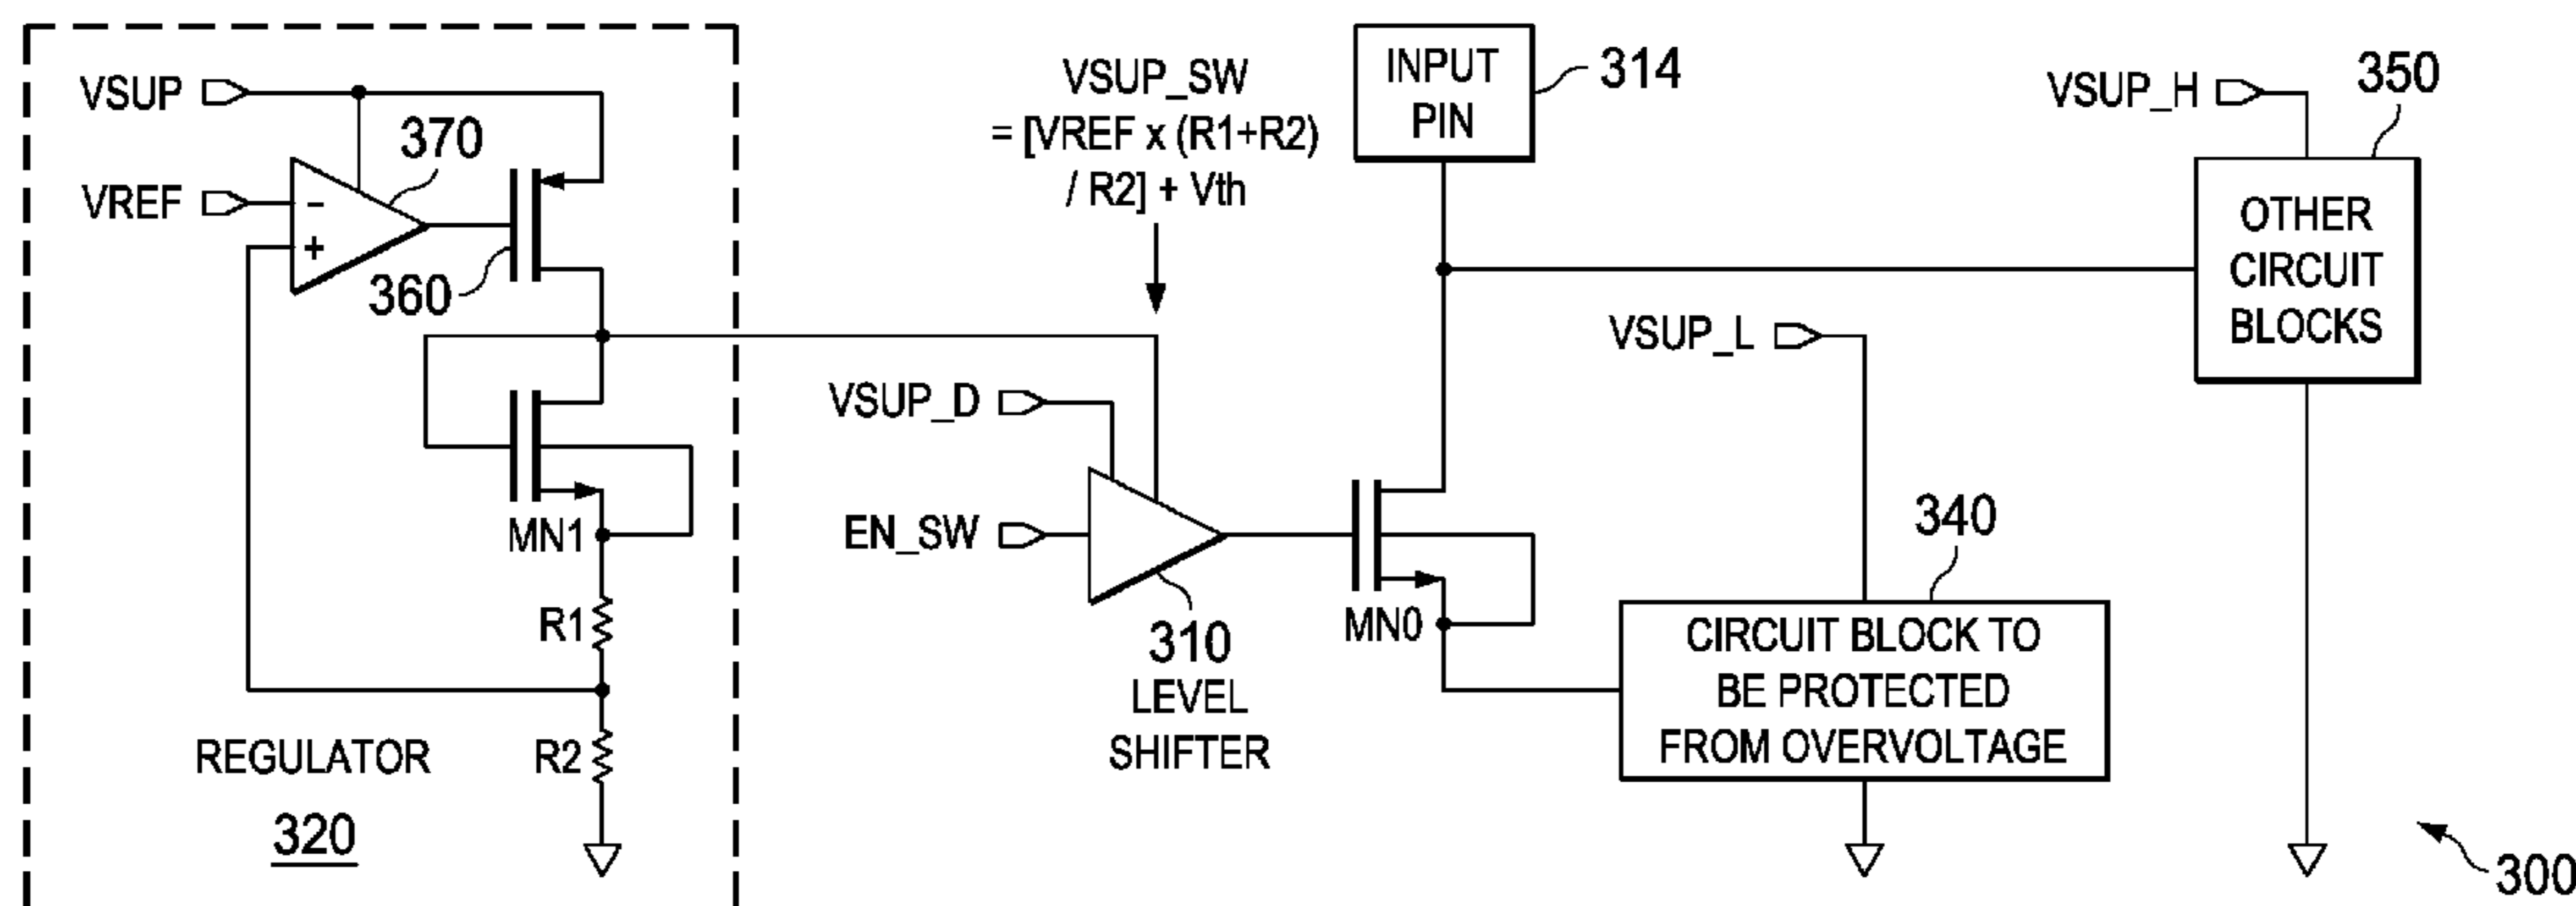 VSUP
370
VREF
-
+
360
MN1
R1
R2
REGULATOR
320
VSUP_SW
= [VREF x (R1+R2)
/ R2] + Vth
VSUP_D
EN_SW
310
LEVEL
SHIFTER
INPUT
PIN
314
MN0
VSUP_L
340
CIRCUIT BLOCK TO
BE PROTECTED
FROM OVERVOLTAGE
VSUP_H
350
OTHER
CIRCUIT
BLOCKS
300